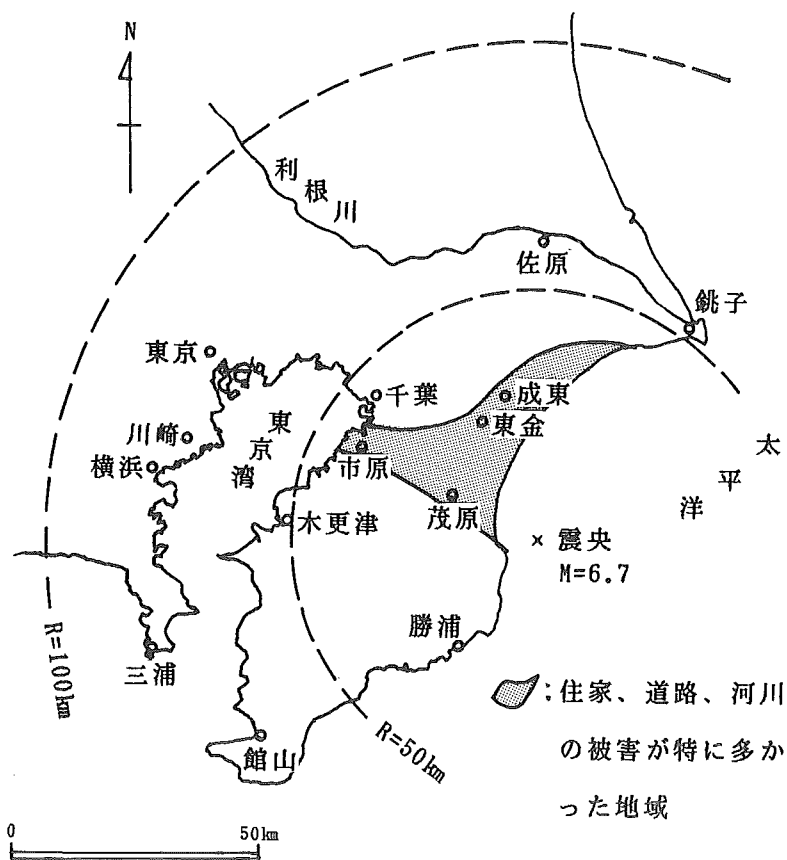 N
利根川
佐原
銚子
東京
千葉
成東
東金
川崎
東京湾
横浜
市原
太平洋
茂原
木更津
× 震央
M=6.7
勝浦
R=100km
三浦
;住家、道路、河川
の被害が特に多か
った地域
R=50km
館山
0
50km